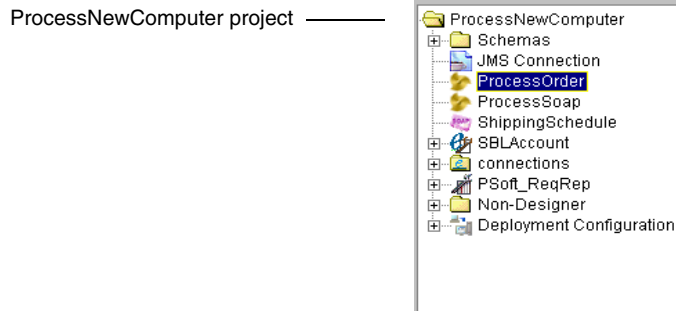 ProcessNewComputer project
ProcessNewComputer
Schemas
JMS Connection
ProcessOrder
ProcessSoap
ShippingSchedule
SBLAccount
connections
PSoft_ReqRep
Non-Designer
Deployment Configuration